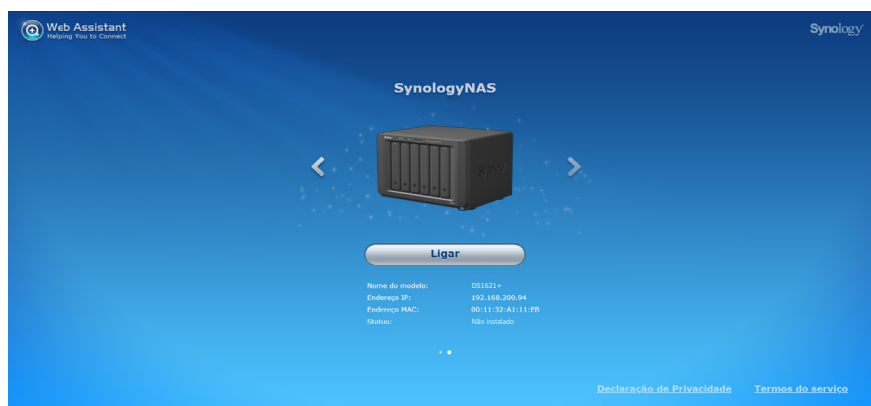 Web Assistant
Helping You to Connect
Synology
SynologyNAS
Ligar
Nome do modelo: DS1621+
Endereço IP: 192.168.200.94
Endereço MAC: 00:11:32:A1:11:EB
Status: Não instalado
Declaração de Privacidade Termos do serviço